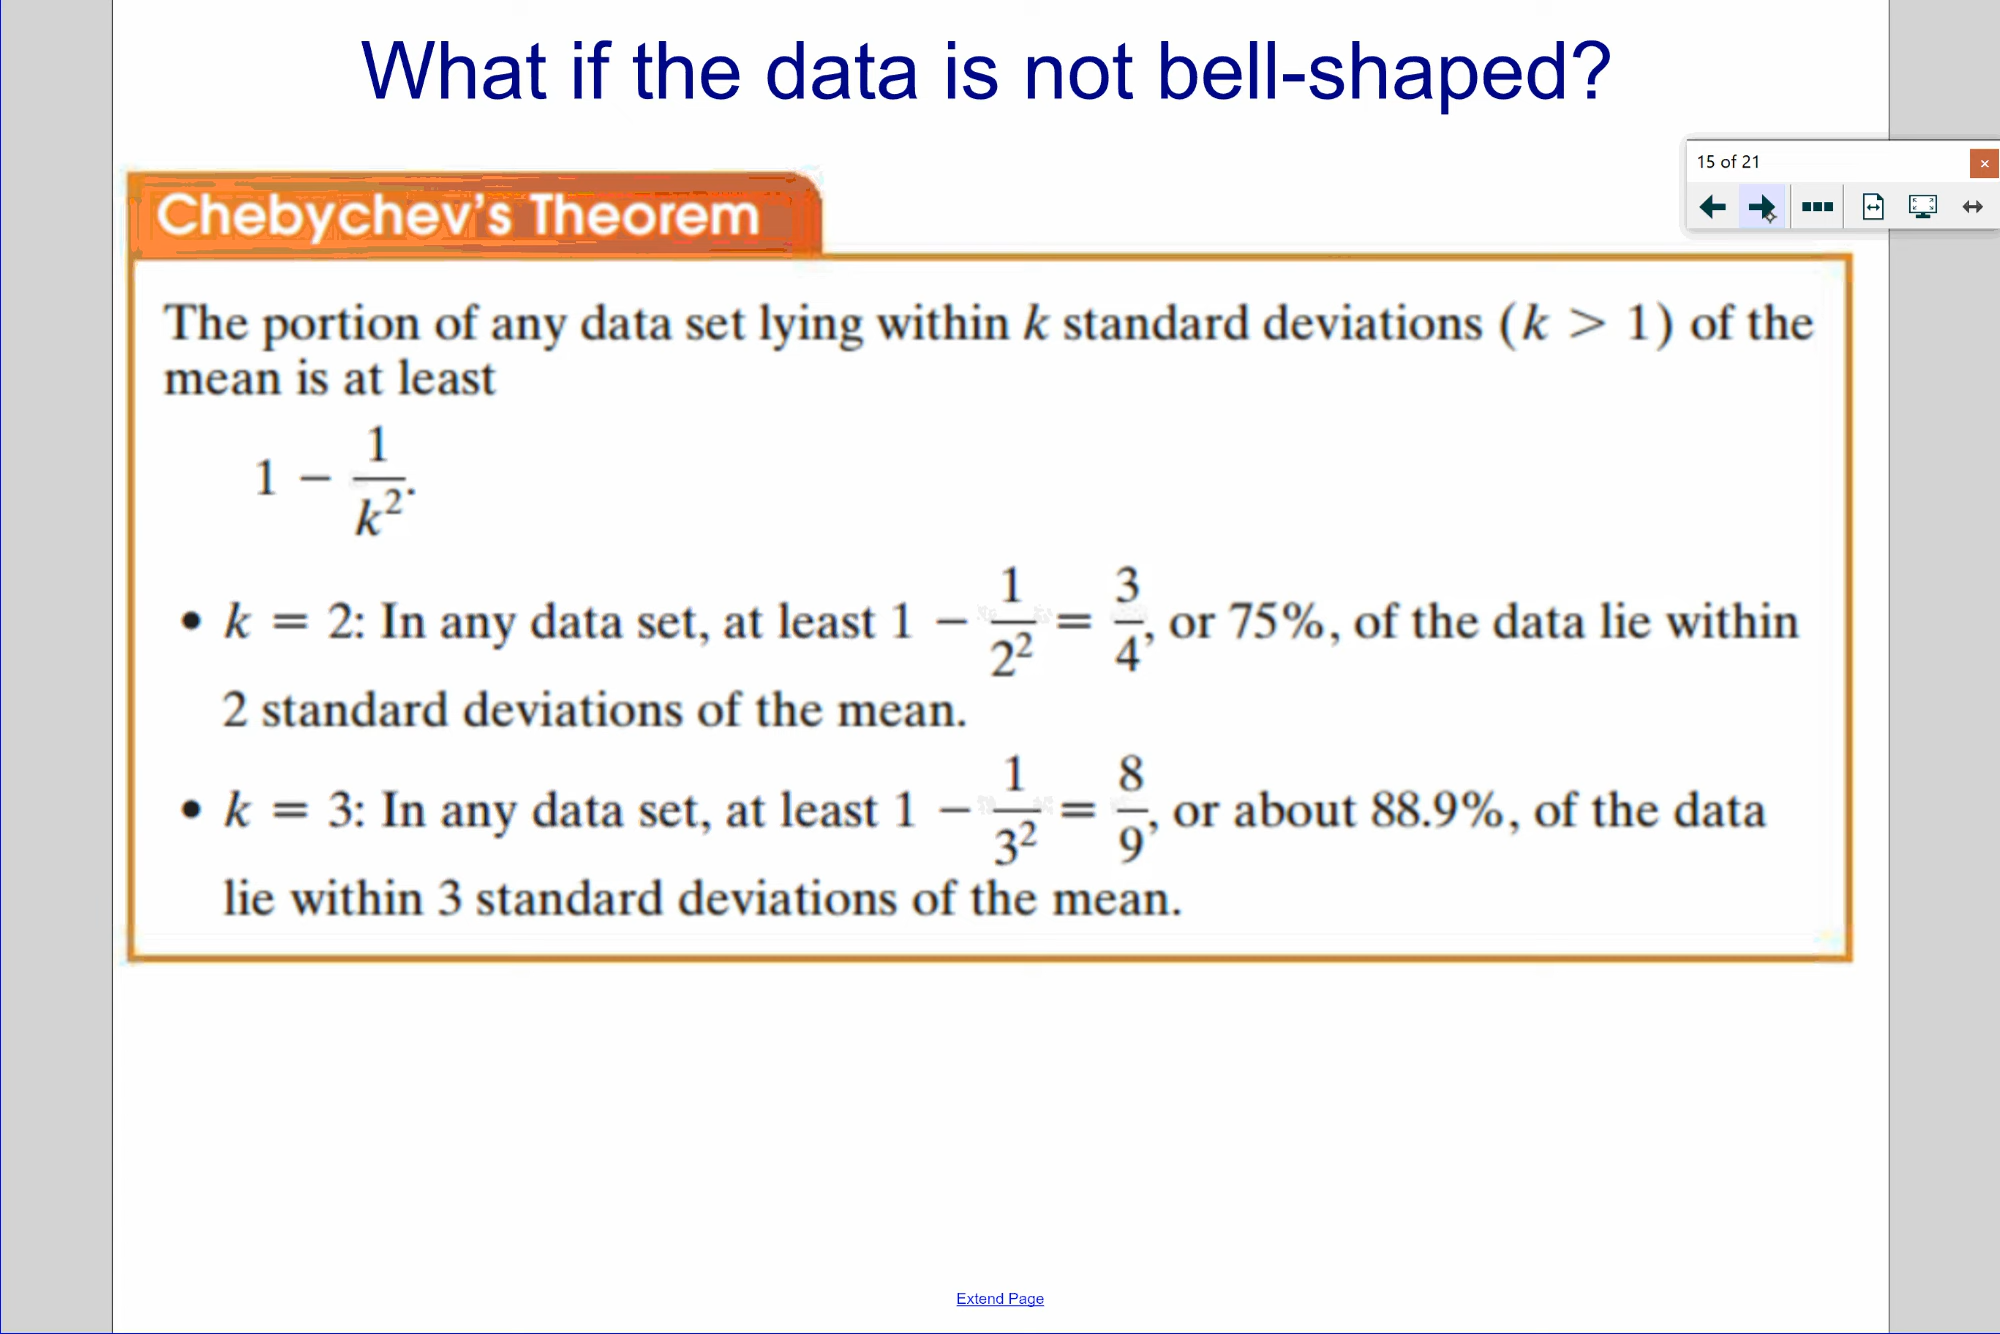 What if the data is not bell-shaped?
15 of 21
Chebychev's Theorem
The portion of any data set lying within k standard deviations (k > 1) of the
mean is at least
1 − 1/k².
• k = 2: In any data set, at least 1 − 1/2² = 3/4, or 75%, of the data lie within
2 standard deviations of the mean.
• k = 3: In any data set, at least 1 − 1/3² = 8/9, or about 88.9%, of the data
lie within 3 standard deviations of the mean.
Extend Page